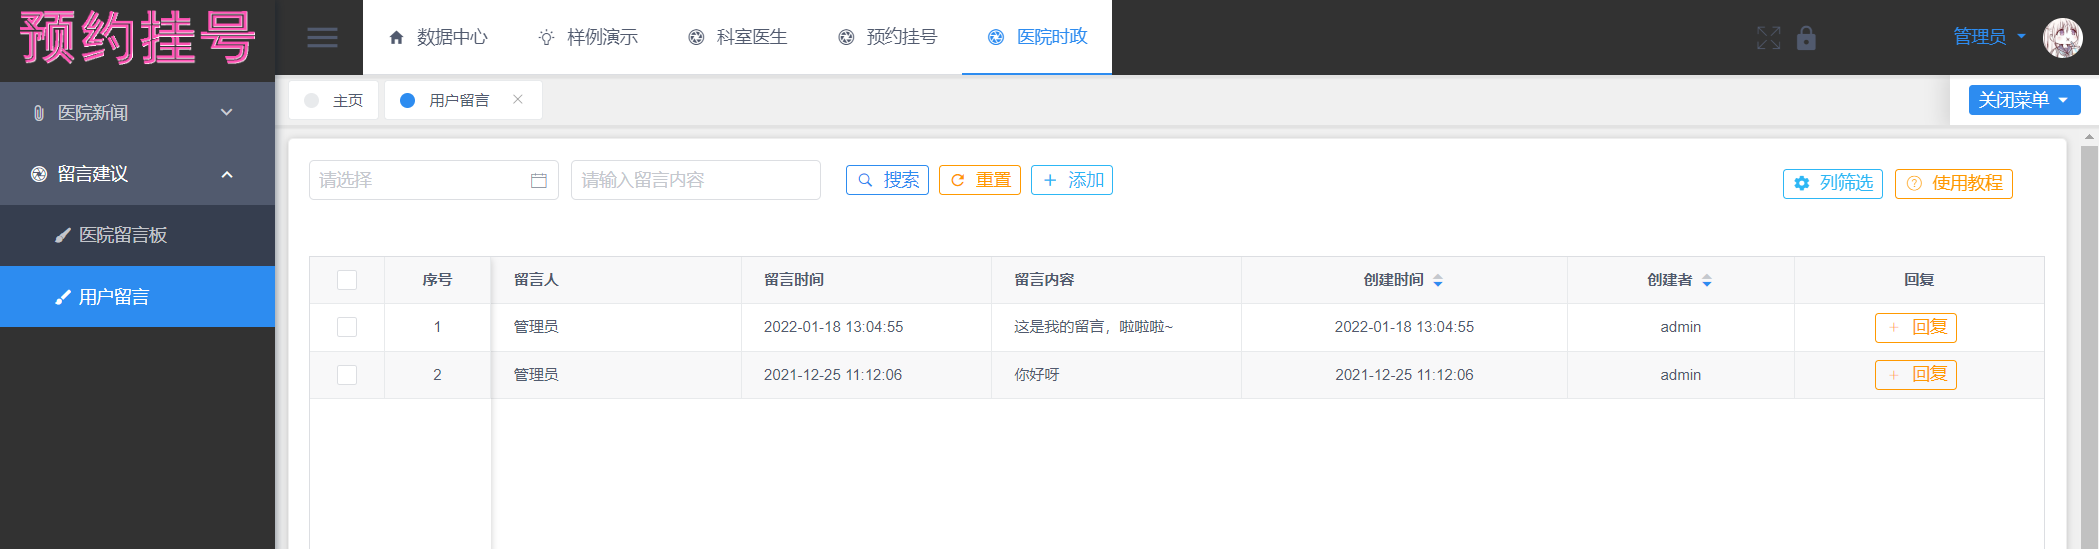 预约挂号
数据中心 样例演示 科室医生 预约挂号 医院时政 管理员
主页 用户留言 关闭菜单
医院新闻
留言建议
医院留言板
用户留言
请选择 请输入留言内容 搜索 重置 添加 列筛选 使用教程
序号 留言人 留言时间 留言内容 创建时间 创建者 回复
1 管理员 2022-01-18 13:04:55 这是我的留言，啦啦啦~ 2022-01-18 13:04:55 admin 回复
2 管理员 2021-12-25 11:12:06 你好呀 2021-12-25 11:12:06 admin 回复